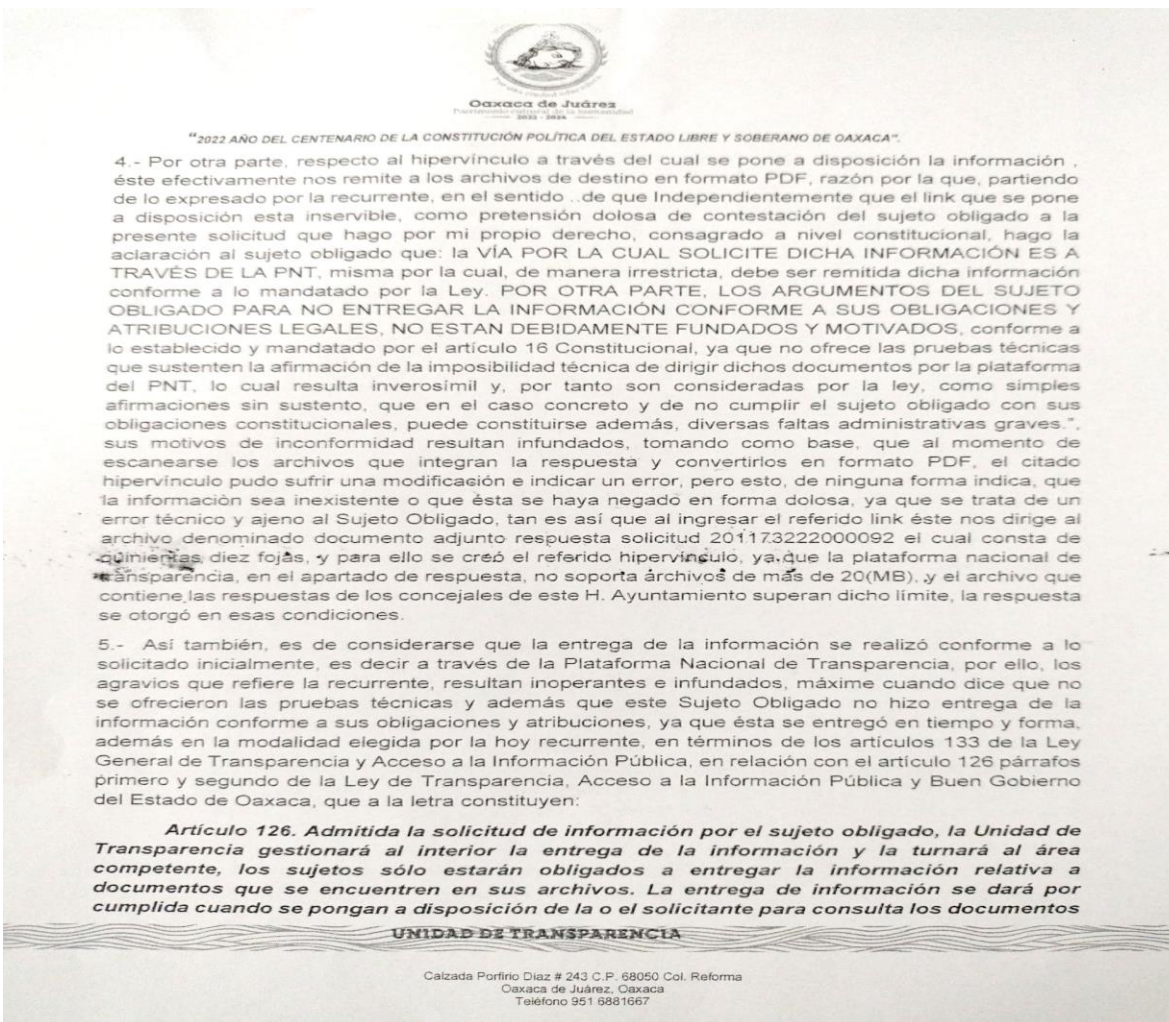 Oaxaca de Juárez
Patrimonio cultural de la humanidad
2022 - 2024
"2022 AÑO DEL CENTENARIO DE LA CONSTITUCIÓN POLÍTICA DEL ESTADO LIBRE Y SOBERANO DE OAXACA".
4.- Por otra parte, respecto al hipervínculo a través del cual se pone a disposición la información ,
éste efectivamente nos remite a los archivos de destino en formato PDF, razón por la que, partiendo
de lo expresado por la recurrente, en el sentido ..de que Independientemente que el link que se pone
a disposición esta inservible, como pretensión dolosa de contestación del sujeto obligado a la
presente solicitud que hago por mi propio derecho, consagrado a nivel constitucional, hago la
aclaración al sujeto obligado que: la VÍA POR LA CUAL SOLICITE DICHA INFORMACIÓN ES A
TRAVÉS DE LA PNT, misma por la cual, de manera irrestricta, debe ser remitida dicha información
conforme a lo mandatado por la Ley. POR OTRA PARTE, LOS ARGUMENTOS DEL SUJETO
OBLIGADO PARA NO ENTREGAR LA INFORMACIÓN CONFORME A SUS OBLIGACIONES Y
ATRIBUCIONES LEGALES, NO ESTAN DEBIDAMENTE FUNDADOS Y MOTIVADOS, conforme a
lo establecido y mandatado por el artículo 16 Constitucional, ya que no ofrece las pruebas técnicas
que sustenten la afirmación de la imposibilidad técnica de dirigir dichos documentos por la plataforma
del PNT, lo cual resulta inverosímil y, por tanto son consideradas por la ley, como simples
afirmaciones sin sustento, que en el caso concreto y de no cumplir el sujeto obligado con sus
obligaciones constitucionales, puede constituirse además, diversas faltas administrativas graves.",
sus motivos de inconformidad resultan infundados, tomando como base, que al momento de
escanearse los archivos que integran la respuesta y convertirlos en formato PDF, el citado
hipervínculo pudo sufrir una modificación e indicar un error, pero esto, de ninguna forma indica, que
la información sea inexistente o que ésta se haya negado en forma dolosa, ya que se trata de un
error técnico y ajeno al Sujeto Obligado, tan es así que al ingresar el referido link éste nos dirige al
archivo denominado documento adjunto respuesta solicitud 201173222000092 el cual consta de
quinientas diez fojas, y para ello se creó el referido hipervínculo, ya que la plataforma nacional de
transparencia, en el apartado de respuesta, no soporta archivos de más de 20(MB), y el archivo que
contiene las respuestas de los concejales de este H. Ayuntamiento superan dicho límite, la respuesta
se otorgó en esas condiciones.
5.- Así también, es de considerarse que la entrega de la información se realizó conforme a lo
solicitado inicialmente, es decir a través de la Plataforma Nacional de Transparencia, por ello, los
agravios que refiere la recurrente, resultan inoperantes e infundados, máxime cuando dice que no
se ofrecieron las pruebas técnicas y además que este Sujeto Obligado no hizo entrega de la
información conforme a sus obligaciones y atribuciones, ya que ésta se entregó en tiempo y forma,
además en la modalidad elegida por la hoy recurrente, en términos de los artículos 133 de la Ley
General de Transparencia y Acceso a la Información Pública, en relación con el artículo 126 párrafos
primero y segundo de la Ley de Transparencia, Acceso a la Información Pública y Buen Gobierno
del Estado de Oaxaca, que a la letra constituyen:
Artículo 126. Admitida la solicitud de información por el sujeto obligado, la Unidad de
Transparencia gestionará al interior la entrega de la información y la turnará al área
competente, los sujetos sólo estarán obligados a entregar la información relativa a
documentos que se encuentren en sus archivos. La entrega de información se dará por
cumplida cuando se pongan a disposición de la o el solicitante para consulta los documentos
UNIDAD DE TRANSPARENCIA
Calzada Porfirio Díaz # 243 C.P. 68050 Col. Reforma
Oaxaca de Juárez, Oaxaca
Teléfono 951 6881667